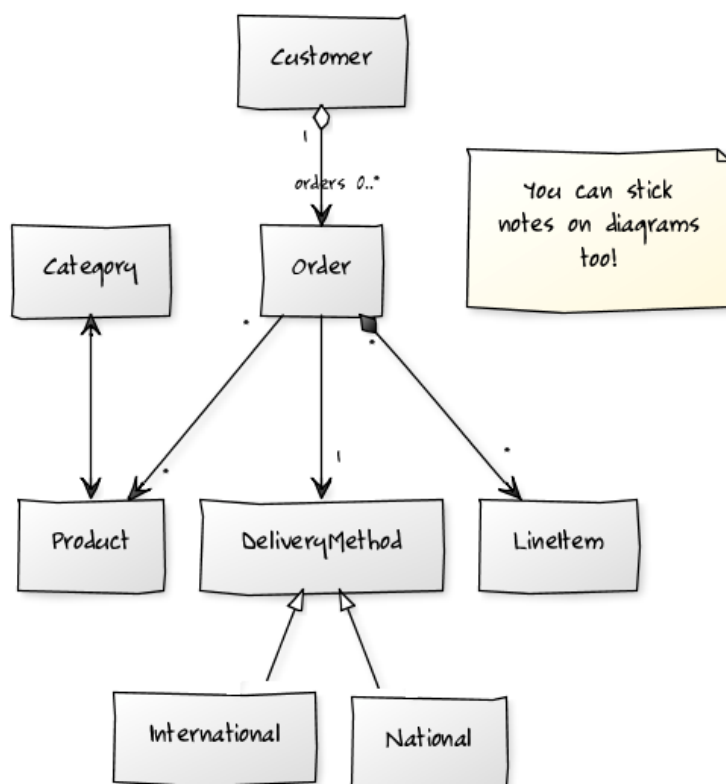 Customer
1
orders 0..*
You can stick
notes on diagrams
too!
Category
Order
*
*
1
*
*
Product
DeliveryMethod
LineItem
International
National